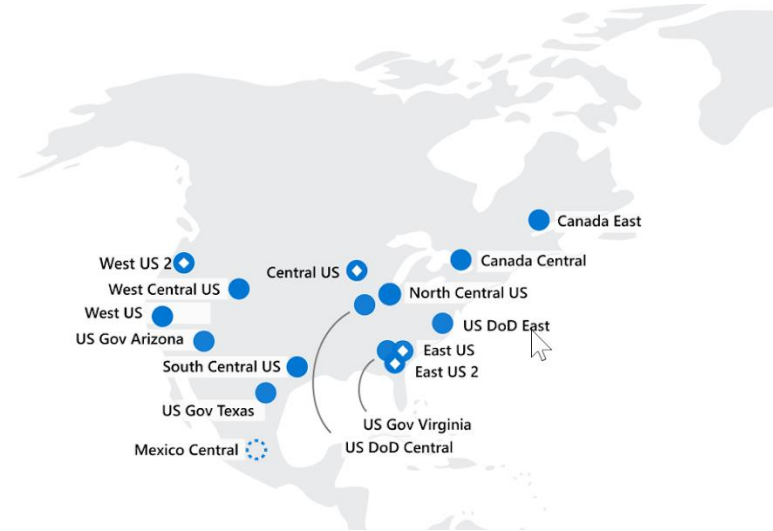 Canada East
Canada Central
West US 2
Central US
West Central US
North Central US
West US
US DoD East
US Gov Arizona
East US
South Central US
East US 2
US Gov Texas
US Gov Virginia
US DoD Central
Mexico Central